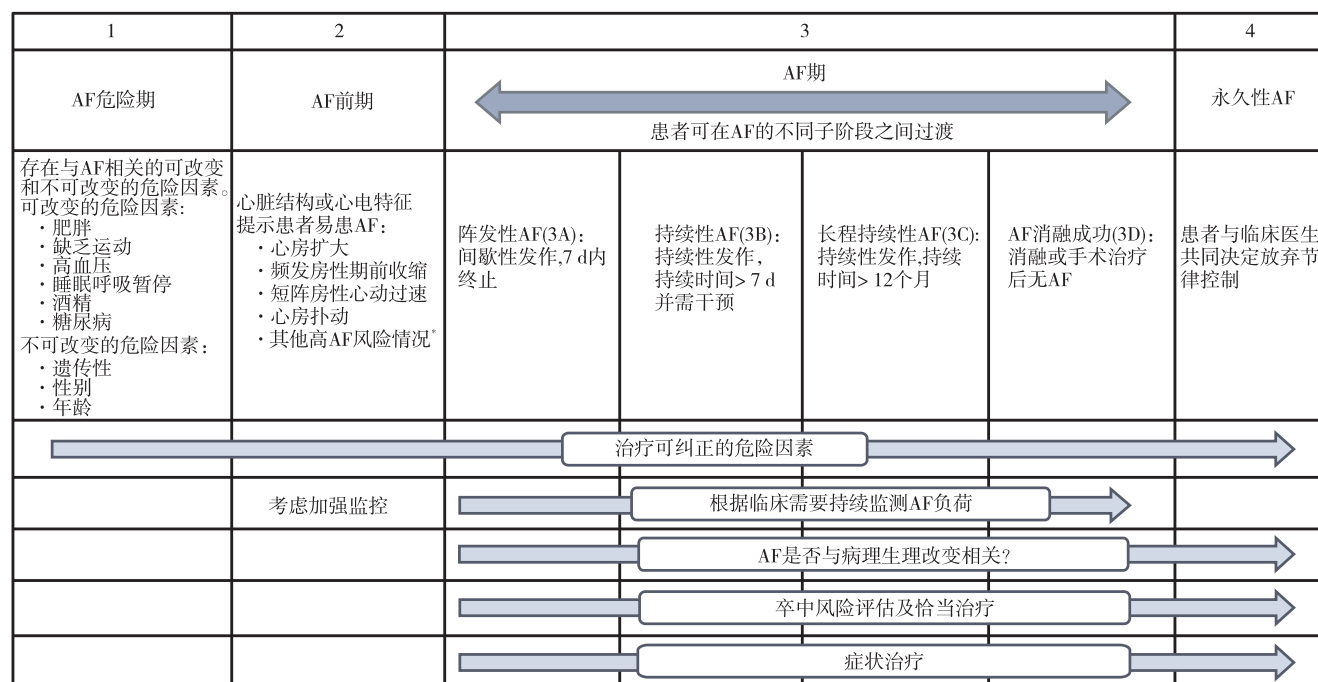 1
2
3
4
AF危险期
AF前期
AF期
患者可在AF的不同子阶段之间过渡
永久性AF
存在与AF相关的可改变
和不可改变的危险因素。
可改变的危险因素:
·肥胖
·缺乏运动
·高血压
·睡眠呼吸暂停
·酒精
·糖尿病
不可改变的危险因素:
·遗传性
·性别
·年龄
心脏结构或心电特征
提示患者易患AF:
·心房扩大
·频发房性期前收缩
·短阵房性心动过速
·心房扑动
·其他高AF风险情况*
阵发性AF(3A):
间歇性发作,7 d内
终止
持续性AF(3B):
持续性发作,
持续时间> 7 d
并需干预
长程持续性AF(3C):
持续性发作,持续
时间> 12个月
AF消融成功(3D):
消融或手术治疗
后无AF
患者与临床医生
共同决定放弃节
律控制
治疗可纠正的危险因素
考虑加强监控
根据临床需要持续监测AF负荷
AF是否与病理生理改变相关?
卒中风险评估及恰当治疗
症状治疗